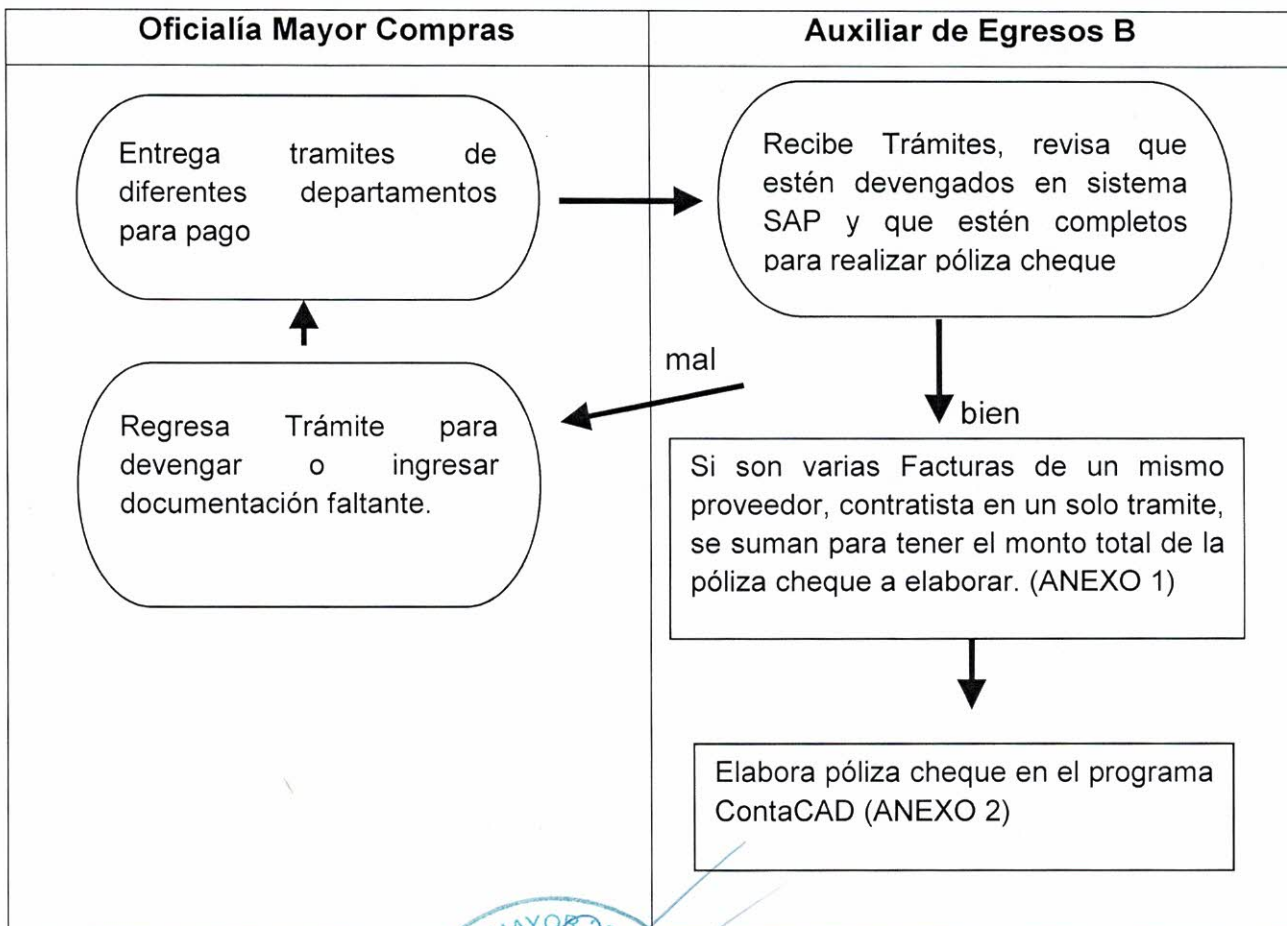 Oficialía Mayor Compras
Auxiliar de Egresos B
Entrega tramites de
diferentes departamentos
para pago
Recibe Trámites, revisa que
estén devengados en sistema
SAP y que estén completos
para realizar póliza cheque
mal
bien
Regresa Trámite para
devengar o ingresar
documentación faltante.
Si son varias Facturas de un mismo
proveedor, contratista en un solo tramite,
se suman para tener el monto total de la
póliza cheque a elaborar. (ANEXO 1)
Elabora póliza cheque en el programa
ContaCAD (ANEXO 2)
MAYOR